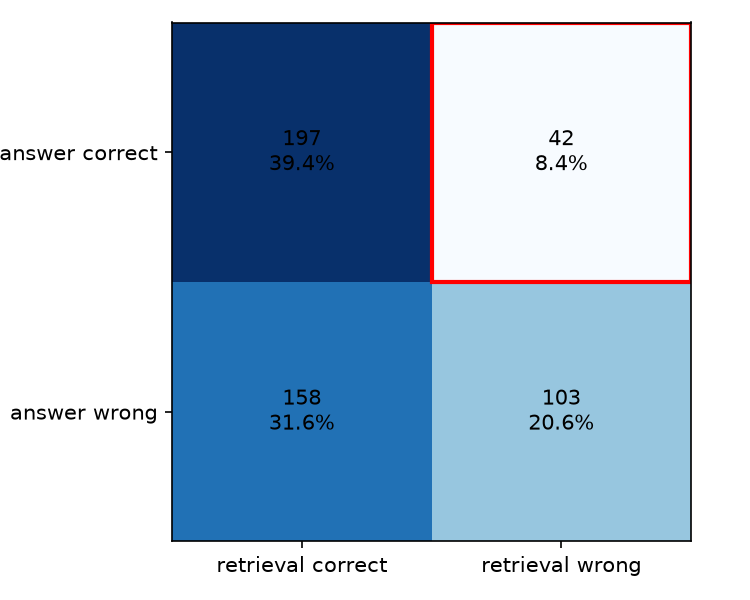 197
39.4%
42
8.4%
answer correct
158
31.6%
103
20.6%
answer wrong
retrieval correct
retrieval wrong